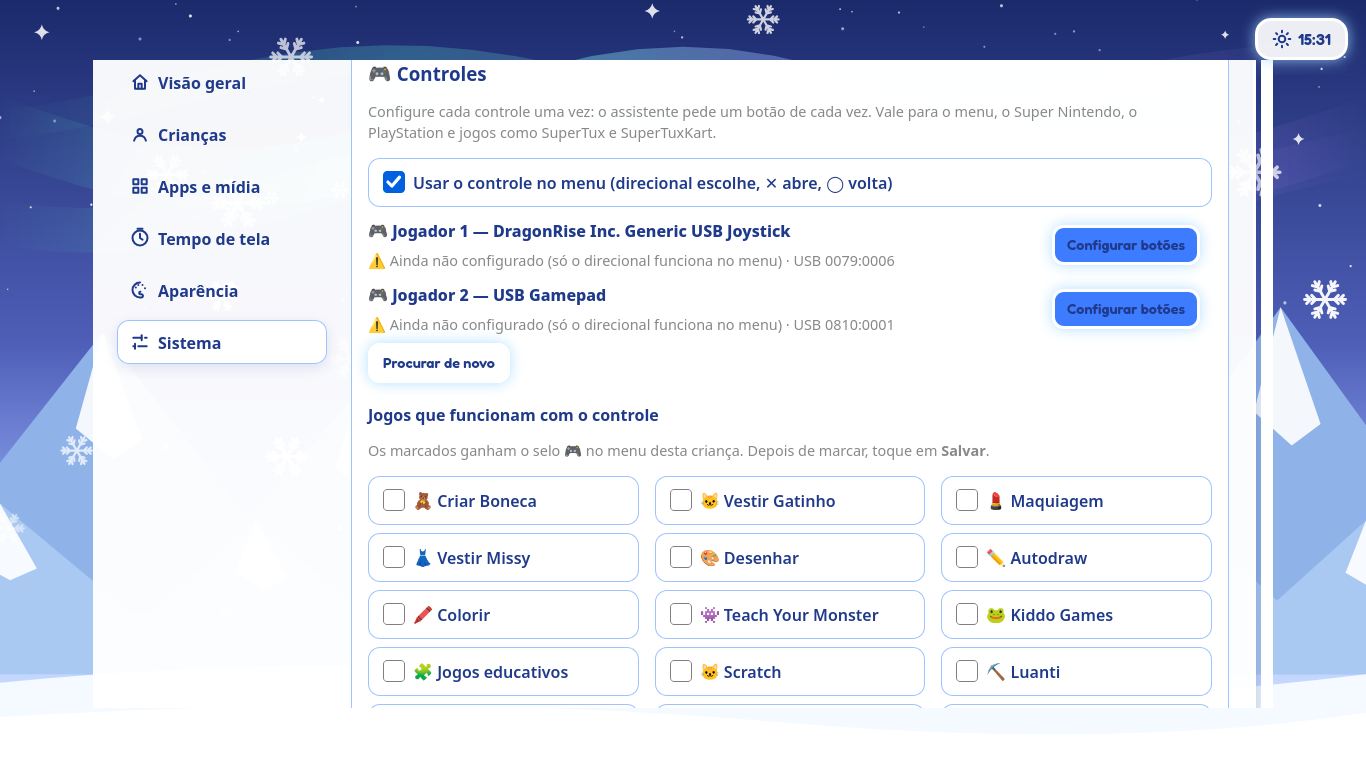 15:31
Visão geral
Crianças
Apps e mídia
Tempo de tela
Aparência
Sistema
🎮 Controles
Configure cada controle uma vez: o assistente pede um botão de cada vez. Vale para o menu, o Super Nintendo, o
PlayStation e jogos como SuperTux e SuperTuxKart.
Usar o controle no menu (direcional escolhe, ✕ abre, ◯ volta)
🎮 Jogador 1 — DragonRise Inc. Generic USB Joystick
⚠️ Ainda não configurado (só o direcional funciona no menu) · USB 0079:0006
Configurar botões
🎮 Jogador 2 — USB Gamepad
⚠️ Ainda não configurado (só o direcional funciona no menu) · USB 0810:0001
Configurar botões
Procurar de novo
Jogos que funcionam com o controle
Os marcados ganham o selo 🎮 no menu desta criança. Depois de marcar, toque em Salvar.
🧸 Criar Boneca
🐱 Vestir Gatinho
💄 Maquiagem
👗 Vestir Missy
🎨 Desenhar
✏️ Autodraw
🖍️ Colorir
👾 Teach Your Monster
🐸 Kiddo Games
🧩 Jogos educativos
🐱 Scratch
⛏️ Luanti